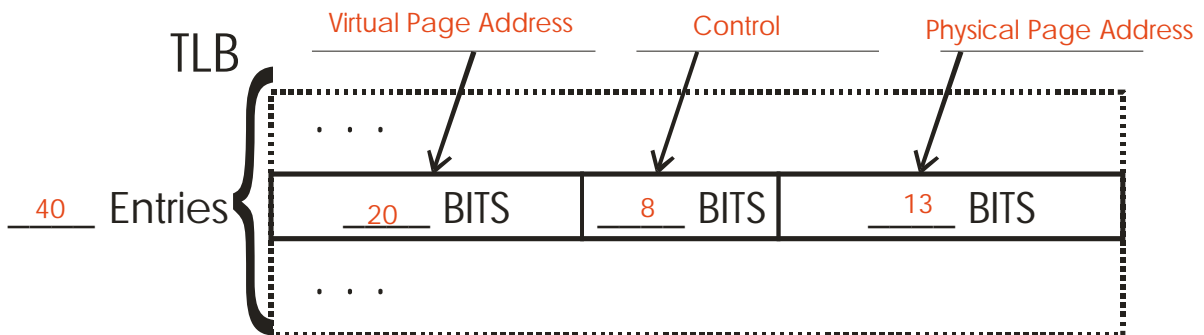 Virtual Page Address Control Physical Page Address
TLB
. . .
40 Entries 20 BITS 8 BITS 13 BITS
. . .